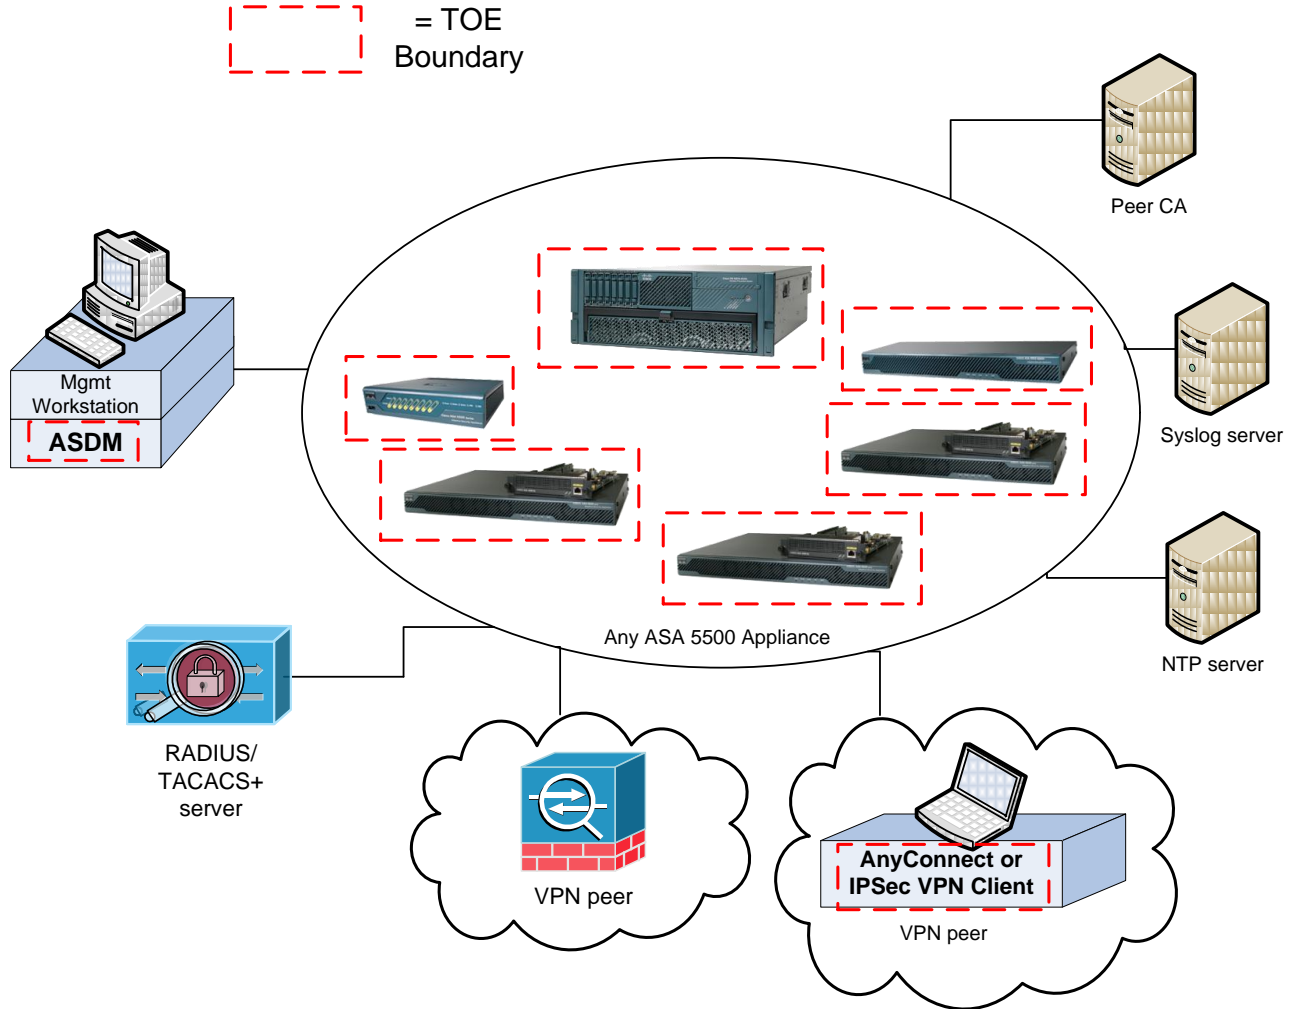 = TOE
Boundary
Peer CA
Mgmt
Workstation
ASDM
Syslog server
Any ASA 5500 Appliance
NTP server
RADIUS/
TACACS+
server
VPN peer
AnyConnect or
IPSec VPN Client
VPN peer